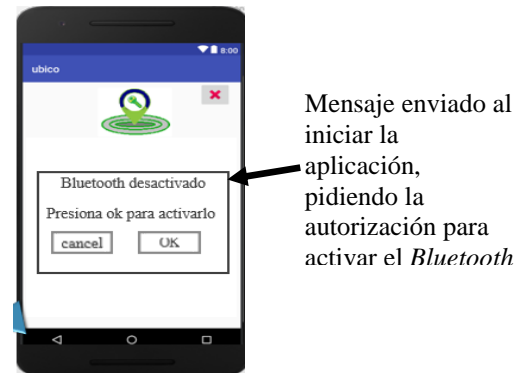 8:00
ubico
Bluetooth desactivado
Presiona ok para activarlo
cancel OK
Mensaje enviado al
iniciar la
aplicación,
pidiendo la
autorización para
activar el Bluetooth